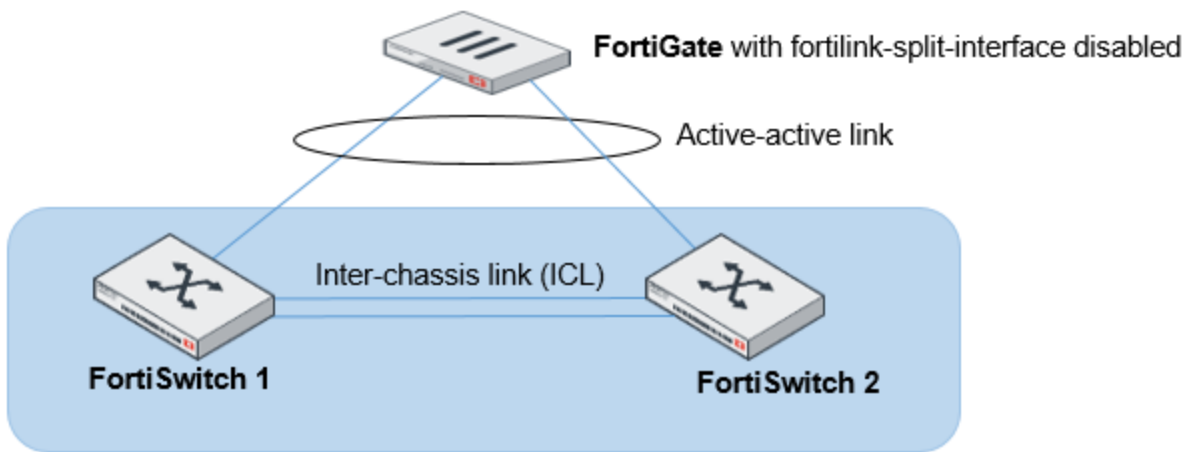 FortiGate with fortilink-split-interface disabled
Active-active link
Inter-chassis link (ICL)
FortiSwitch 1
FortiSwitch 2